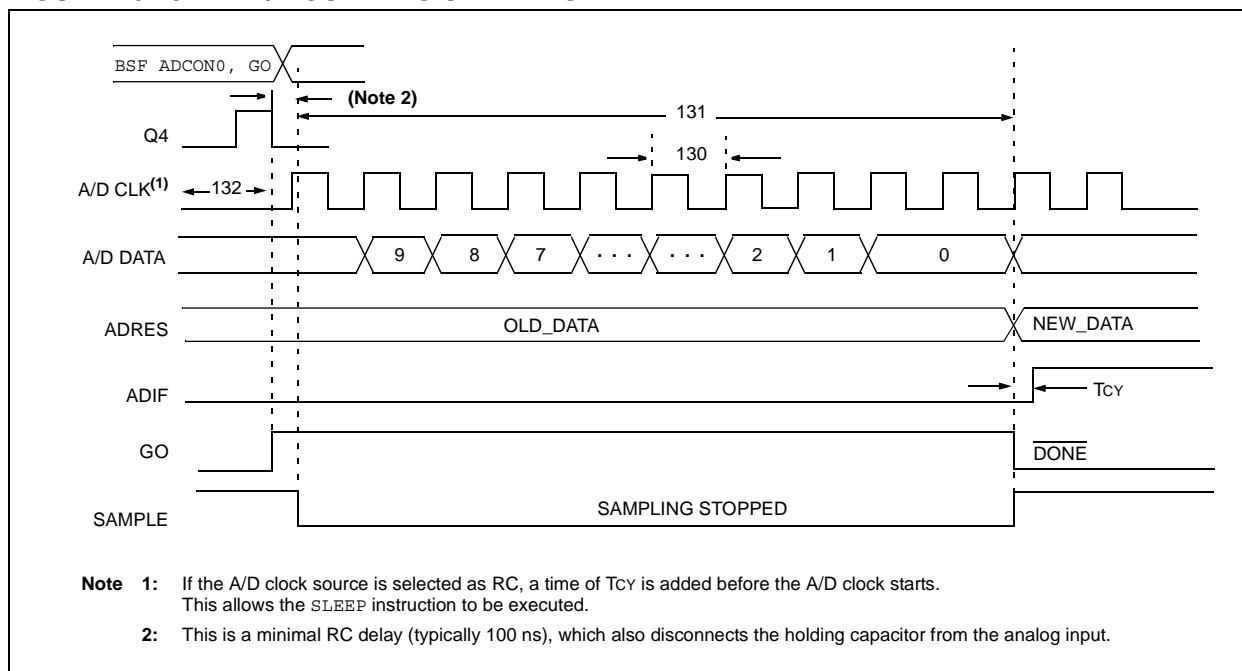 BSF ADCON0, GO
(Note 2)
131
Q4
130
A/D CLK(1)
132
A/D DATA
9 8 7 . . . . . . 2 1 0
ADRES
OLD_DATA
NEW_DATA
ADIF
TCY
GO
DONE
SAMPLE
SAMPLING STOPPED
Note 1: If the A/D clock source is selected as RC, a time of TCY is added before the A/D clock starts.
This allows the SLEEP instruction to be executed.
2: This is a minimal RC delay (typically 100 ns), which also disconnects the holding capacitor from the analog input.